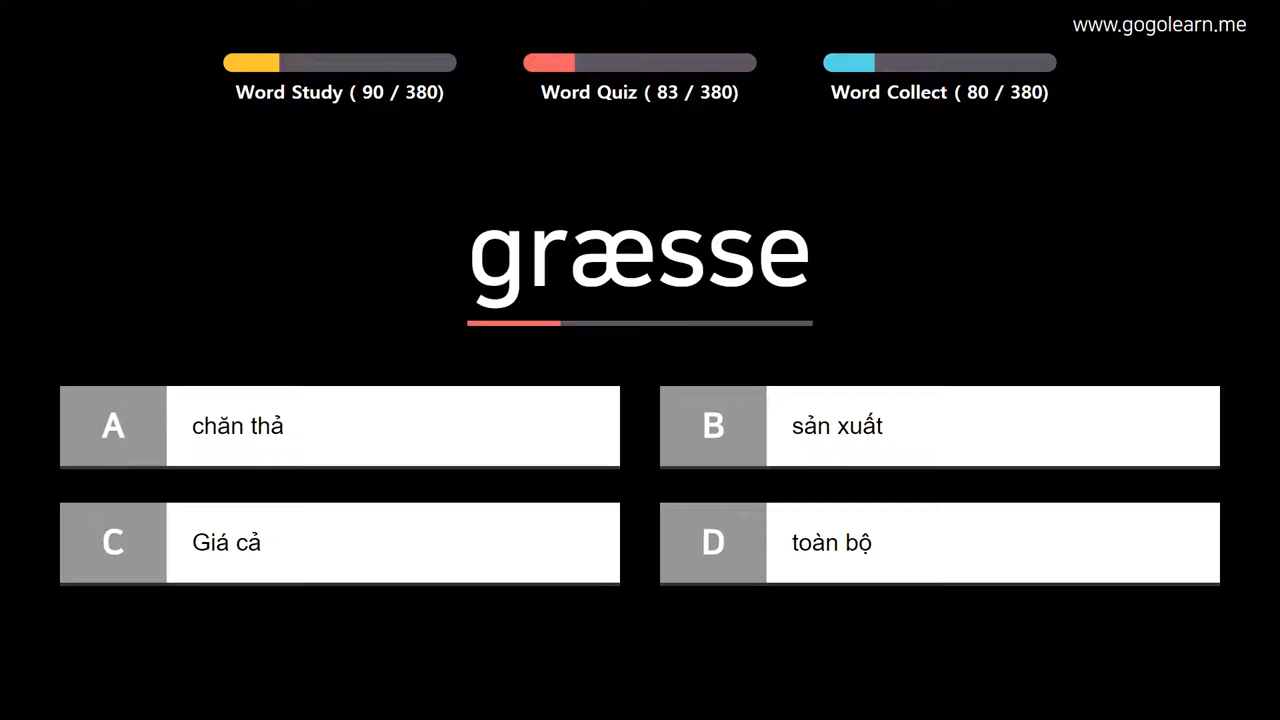 www.gogolearn.me
Word Study ( 90 / 380)
Word Quiz ( 83 / 380)
Word Collect ( 80 / 380)
græsse
A
chăn thả
B
sản xuất
C
Giá cả
D
toàn bộ